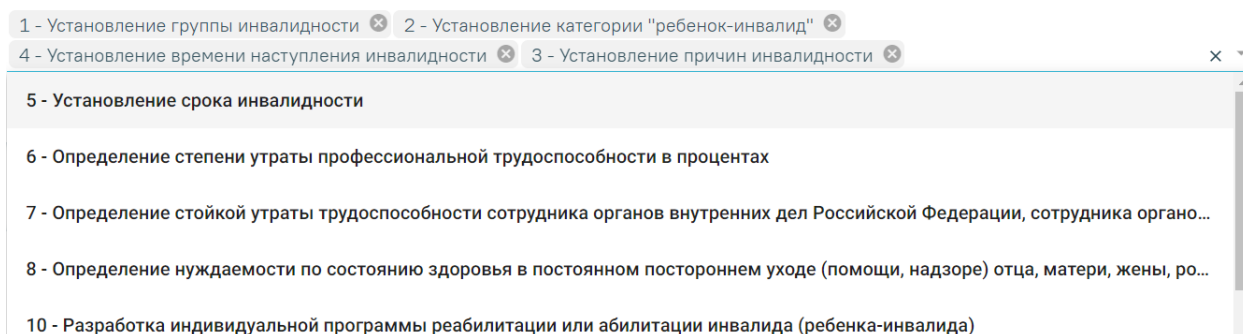 1 - Установление группы инвалидности 2 - Установление категории "ребенок-инвалид"
4 - Установление времени наступления инвалидности 3 - Установление причин инвалидности
5 - Установление срока инвалидности
6 - Определение степени утраты профессиональной трудоспособности в процентах
7 - Определение стойкой утраты трудоспособности сотрудника органов внутренних дел Российской Федерации, сотрудника органо...
8 - Определение нуждаемости по состоянию здоровья в постоянном постороннем уходе (помощи, надзоре) отца, матери, жены, ро...
10 - Разработка индивидуальной программы реабилитации или абилитации инвалида (ребенка-инвалида)